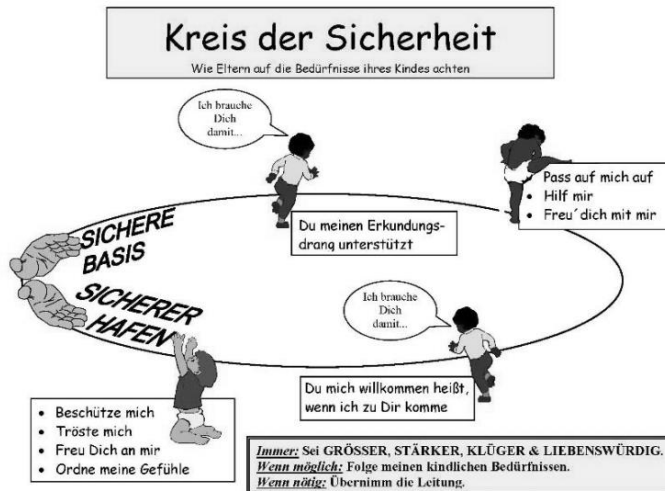 Kreis der Sicherheit
Wie Eltern auf die Bedürfnisse ihres Kindes achten
Ich brauche
Dich
damit...
Pass auf mich auf
• Hilf mir
• Freu´dich mit mir
Du meinen Erkundungs-
drang unterstützt
SICHERE
BASIS
SICHERER
HAFEN
Ich brauche
Dich
damit...
Du mich willkommen heißt,
wenn ich zu Dir komme
• Beschütze mich
• Tröste mich
• Freu Dich an mir
• Ordne meine Gefühle
Immer: Sei GRÖSSER, STÄRKER, KLÜGER & LIEBENSWÜRDIG.
Wenn möglich: Folge meinen kindlichen Bedürfnissen.
Wenn nötig: Übernimm die Leitung.